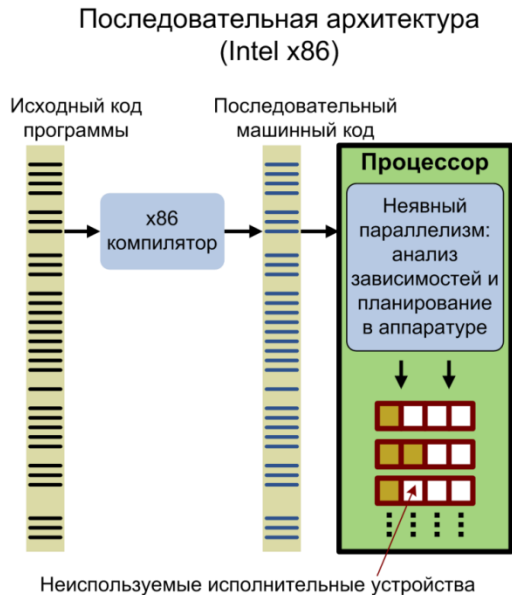 Последовательная архитектура
(Intel x86)
Исходный код
программы
Последовательный
машинный код
x86
компилятор
Процессор
Неявный
параллелизм:
анализ
зависимостей и
планирование
в аппаратуре
Неиспользуемые исполнительные устройства